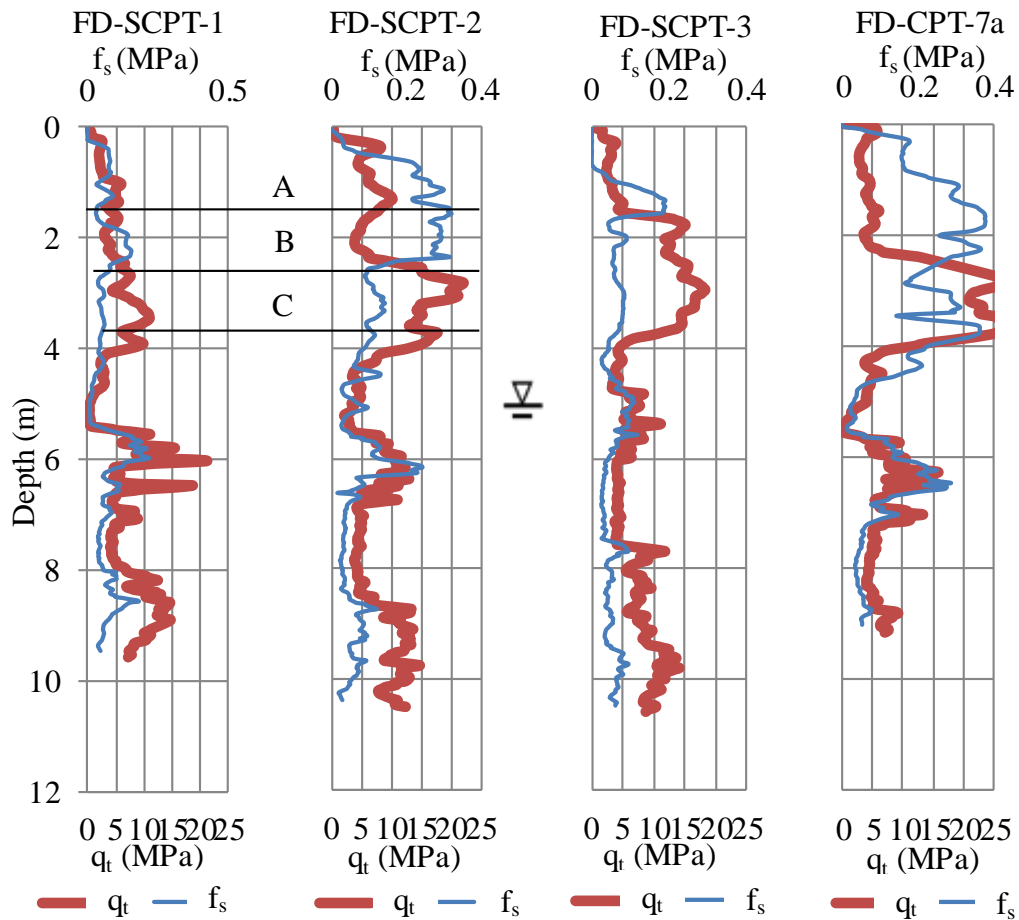 FD-SCPT-1 FD-SCPT-2 FD-SCPT-3 FD-CPT-7a
fs (MPa) fs (MPa) fs (MPa) fs (MPa)
0 0.5 0 0.2 0.4 0 0.2 0.4 0 0.2 0.4
0
A
2
B
C
4
Depth (m)
6
8
10
12
0 5 10 15 20 25 0 5 10 15 20 25 0 5 10 15 20 25 0 5 10 15 20 25
qt (MPa) qt (MPa) qt (MPa) qt (MPa)
qt fs qt fs qt fs qt fs